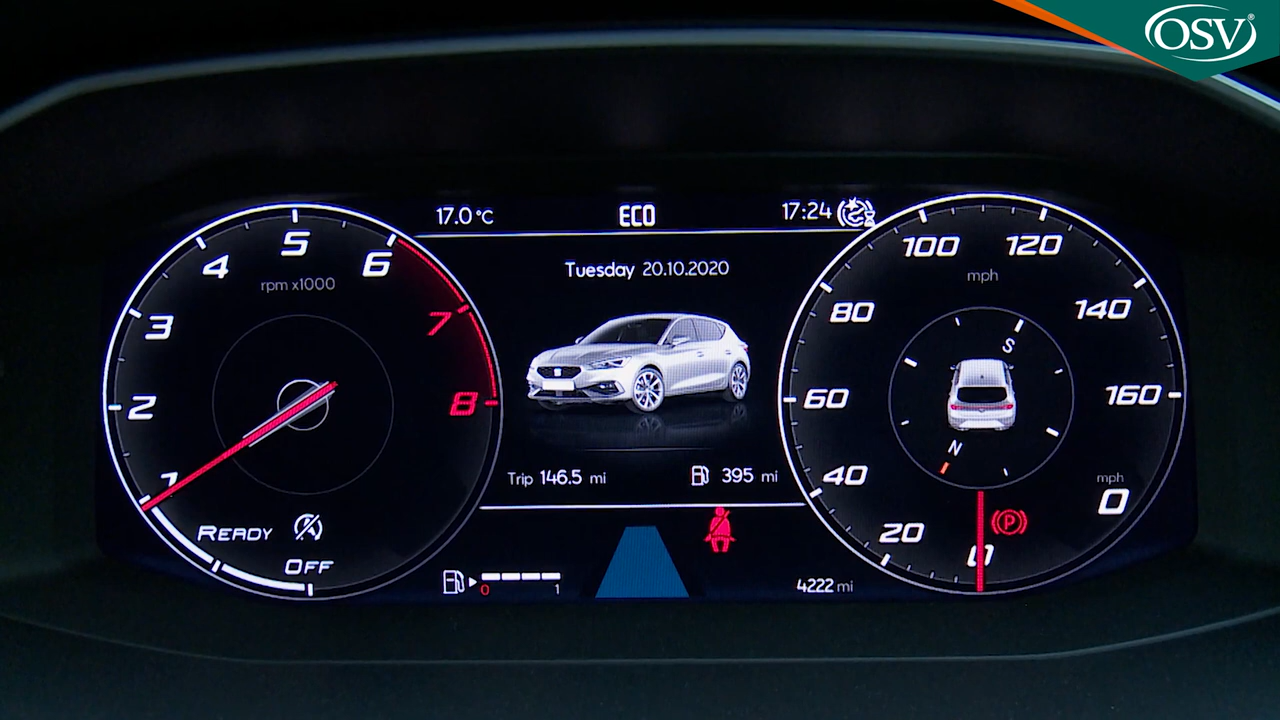 OSV®
17.0 °C
ECO
17:24
Tuesday 20.10.2020
rpm x1000
1
2
3
4
5
6
7
8
READY
OFF
Trip 146.5 mi
395 mi
0
1
4222 mi
mph
0
20
40
60
80
100
120
140
160
S
N
mph
0
P